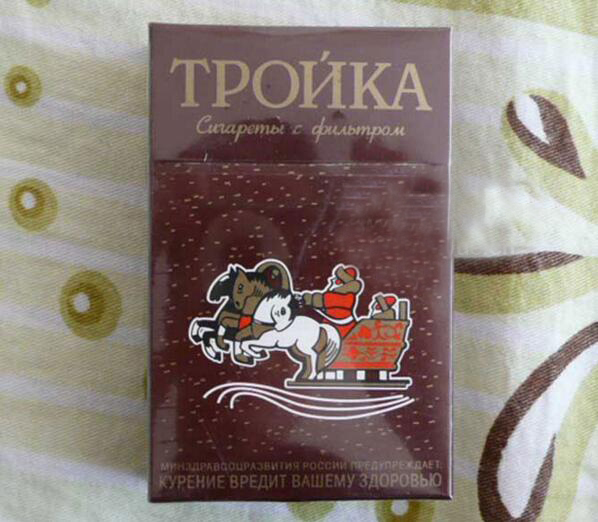 ТРОЙКА
Сигареты с фильтром
МИНЗДРАВСОЦРАЗВИТИЯ РОССИИ ПРЕДУПРЕЖДАЕТ:
КУРЕНИЕ ВРЕДИТ ВАШЕМУ ЗДОРОВЬЮ